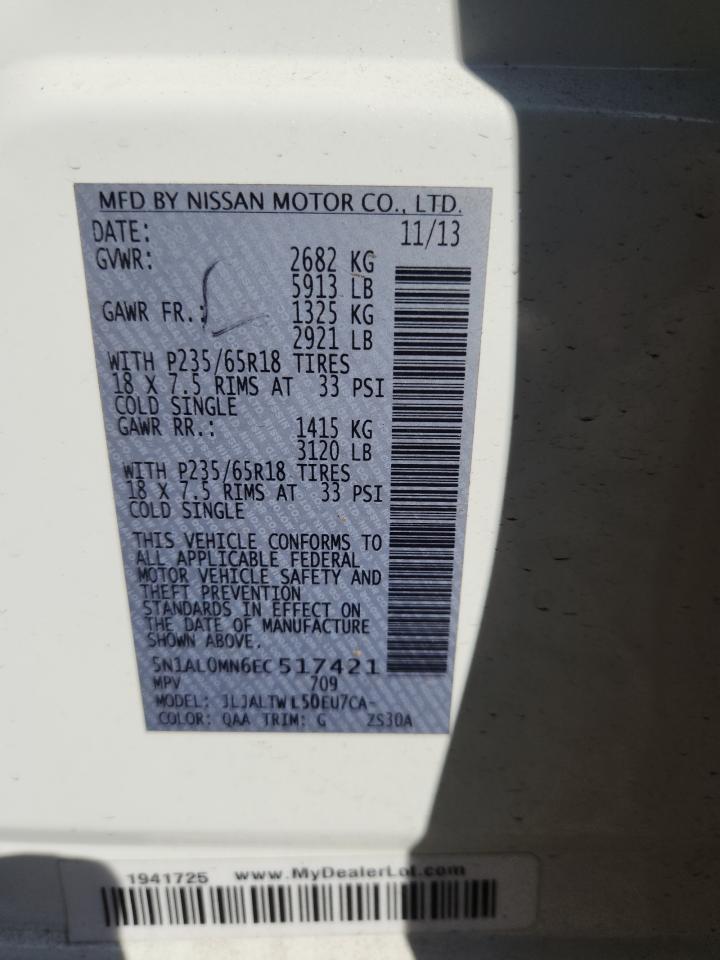 MFD BY NISSAN MOTOR CO., LTD.
DATE: 11/13
GVWR: 2682 KG
5913 LB
GAWR FR.: 1325 KG
2921 LB
WITH P235/65R18 TIRES
18 X 7.5 RIMS AT 33 PSI
COLD SINGLE
GAWR RR.: 1415 KG
3120 LB
WITH P235/65R18 TIRES
18 X 7.5 RIMS AT 33 PSI
COLD SINGLE
THIS VEHICLE CONFORMS TO
ALL APPLICABLE FEDERAL
MOTOR VEHICLE SAFETY AND
THEFT PREVENTION
STANDARDS IN EFFECT ON
THE DATE OF MANUFACTURE
SHOWN ABOVE.
5N1AL0MN6EC517421
MPV 709
MODEL: JLJALTWL50EU7CA-
COLOR: QAA TRIM: G ZS30A
1941725 www.MyDealerLot.com